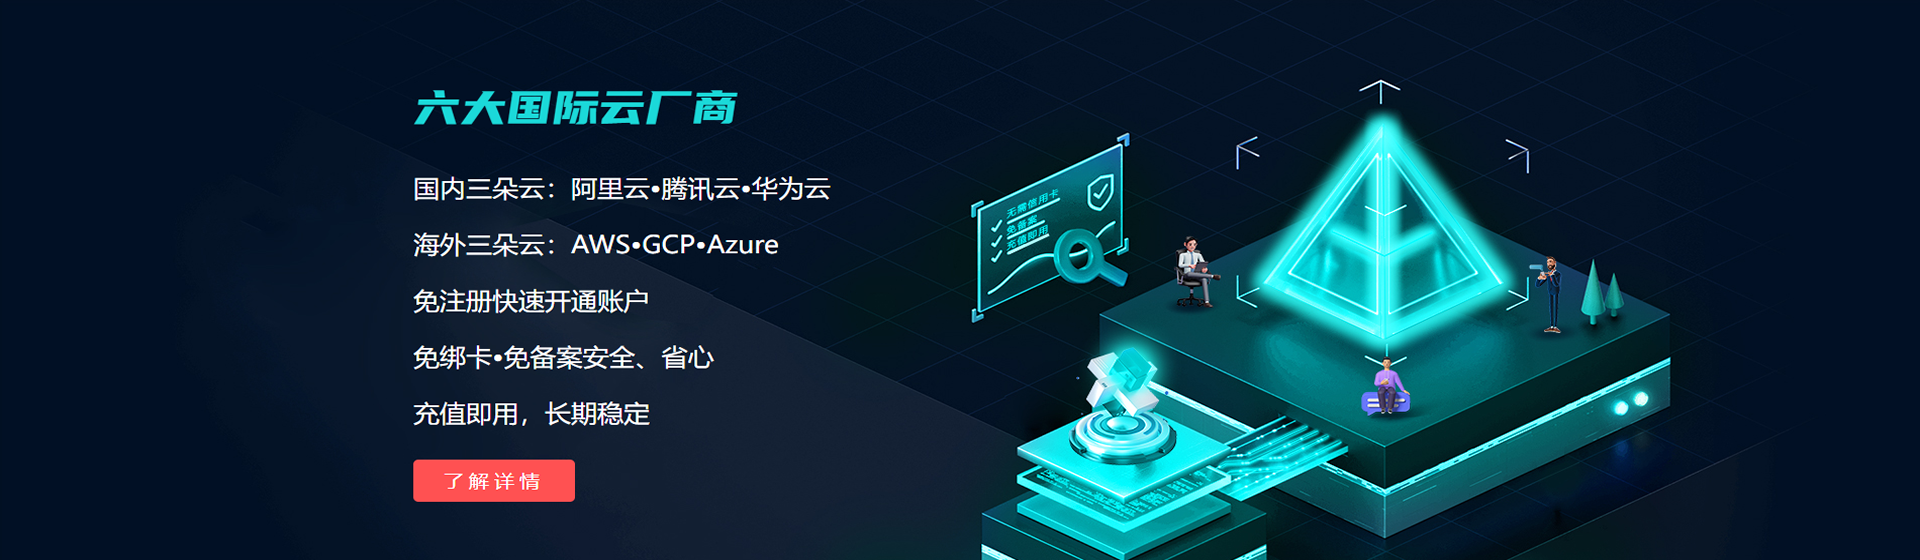 六大国际云厂商
国内三朵云：阿里云•腾讯云•华为云
海外三朵云：AWS•GCP•Azure
免注册快速开通账户
免绑卡•免备案安全、省心
充值即用，长期稳定
了解详情
无需信用卡
免备案
充值即用